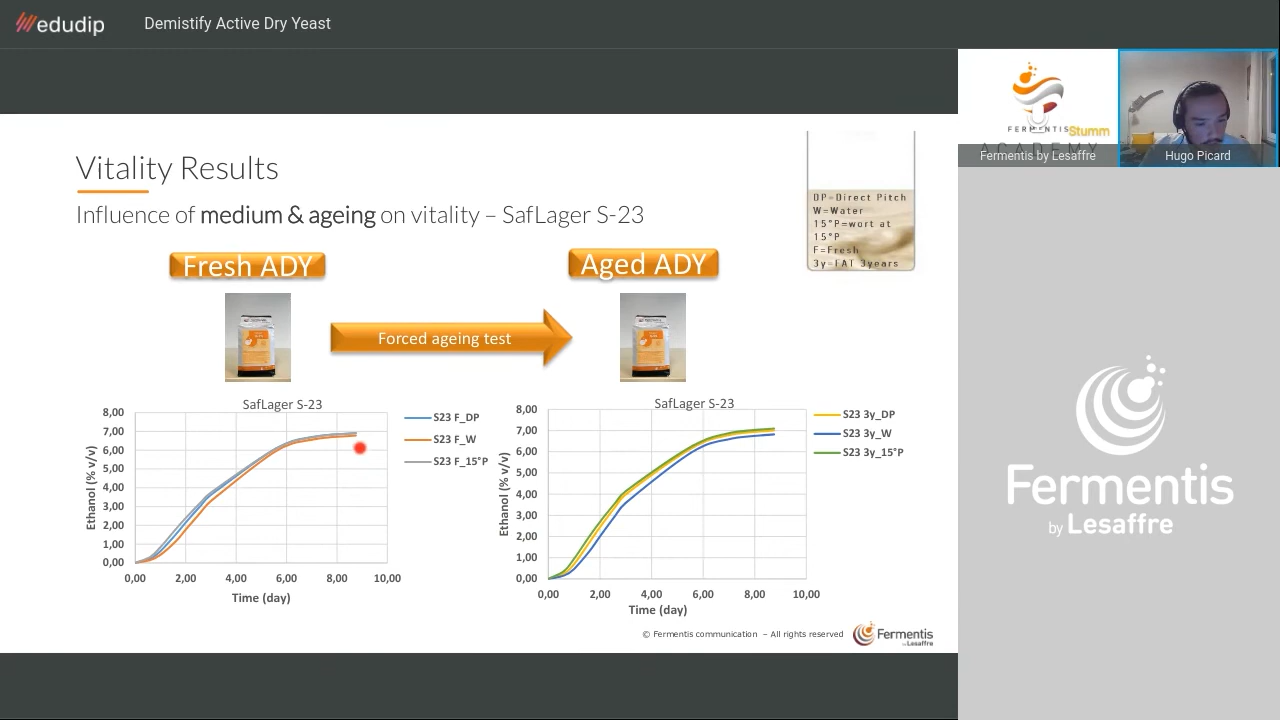 edudip
Demistify Active Dry Yeast
FERMENTIS
Stumm
ACADEMY
Fermentis by Lesaffre
Hugo Picard
Vitality Results
Influence of medium & ageing on vitality – SafLager S-23
DP=Direct Pitch
W=Water
15°P=wort at
15°P
F=Fresh
3y=FAT 3years
Fresh ADY
Aged ADY
Forced ageing test
SafLager S-23
8,00
7,00
6,00
5,00
4,00
3,00
2,00
1,00
0,00
Ethanol (% v/v)
0,00 2,00 4,00 6,00 8,00 10,00
Time (day)
S23 F_DP
S23 F_W
S23 F_15°P
SafLager S-23
8,00
7,00
6,00
5,00
4,00
3,00
2,00
1,00
0,00
Ethanol (% v/v)
0,00 2,00 4,00 6,00 8,00 10,00
Time (day)
S23 3y_DP
S23 3y_W
S23 3y_15°P
© Fermentis communication – All rights reserved
Fermentis
by Lesaffre
Fermentis
by Lesaffre